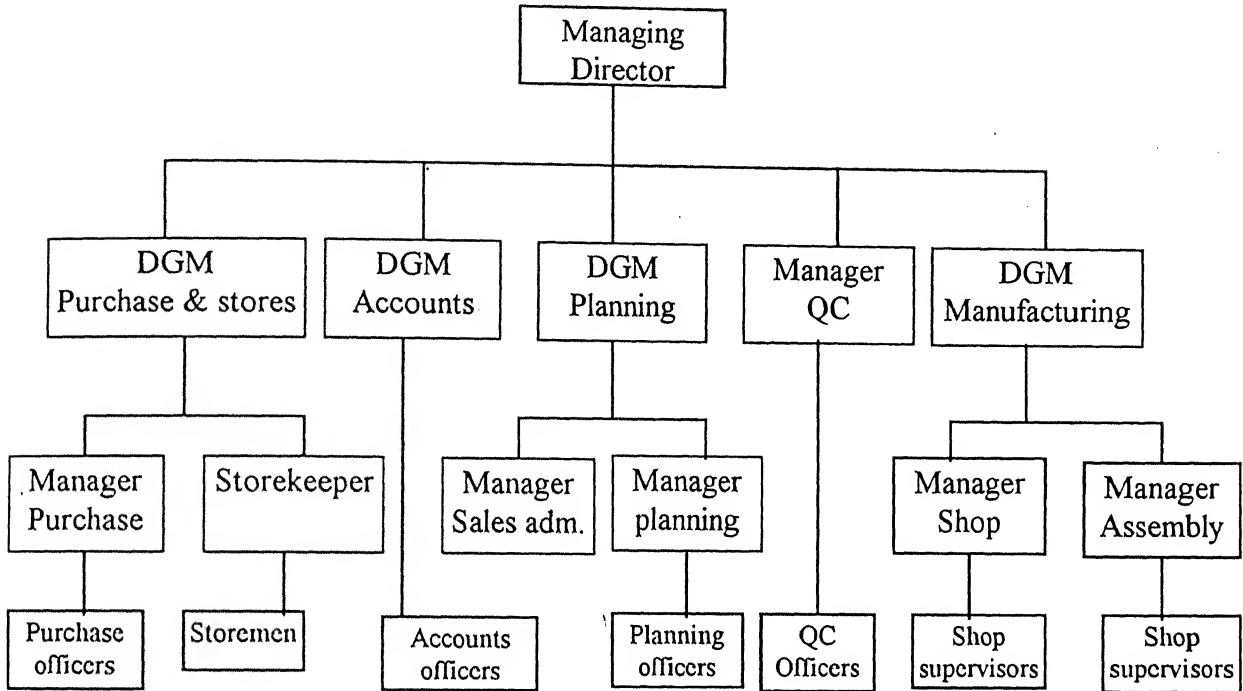 Managing
Director
DGM
Purchase & stores
DGM
Accounts
DGM
Planning
Manager
QC
DGM
Manufacturing
Manager
Purchase
Storekeeper
Manager
Sales adm.
Manager
planning
Manager
Shop
Manager
Assembly
Purchase
officers
Storemen
Accounts
officers
Planning
officers
QC
Officers
Shop
supervisors
Shop
supervisors